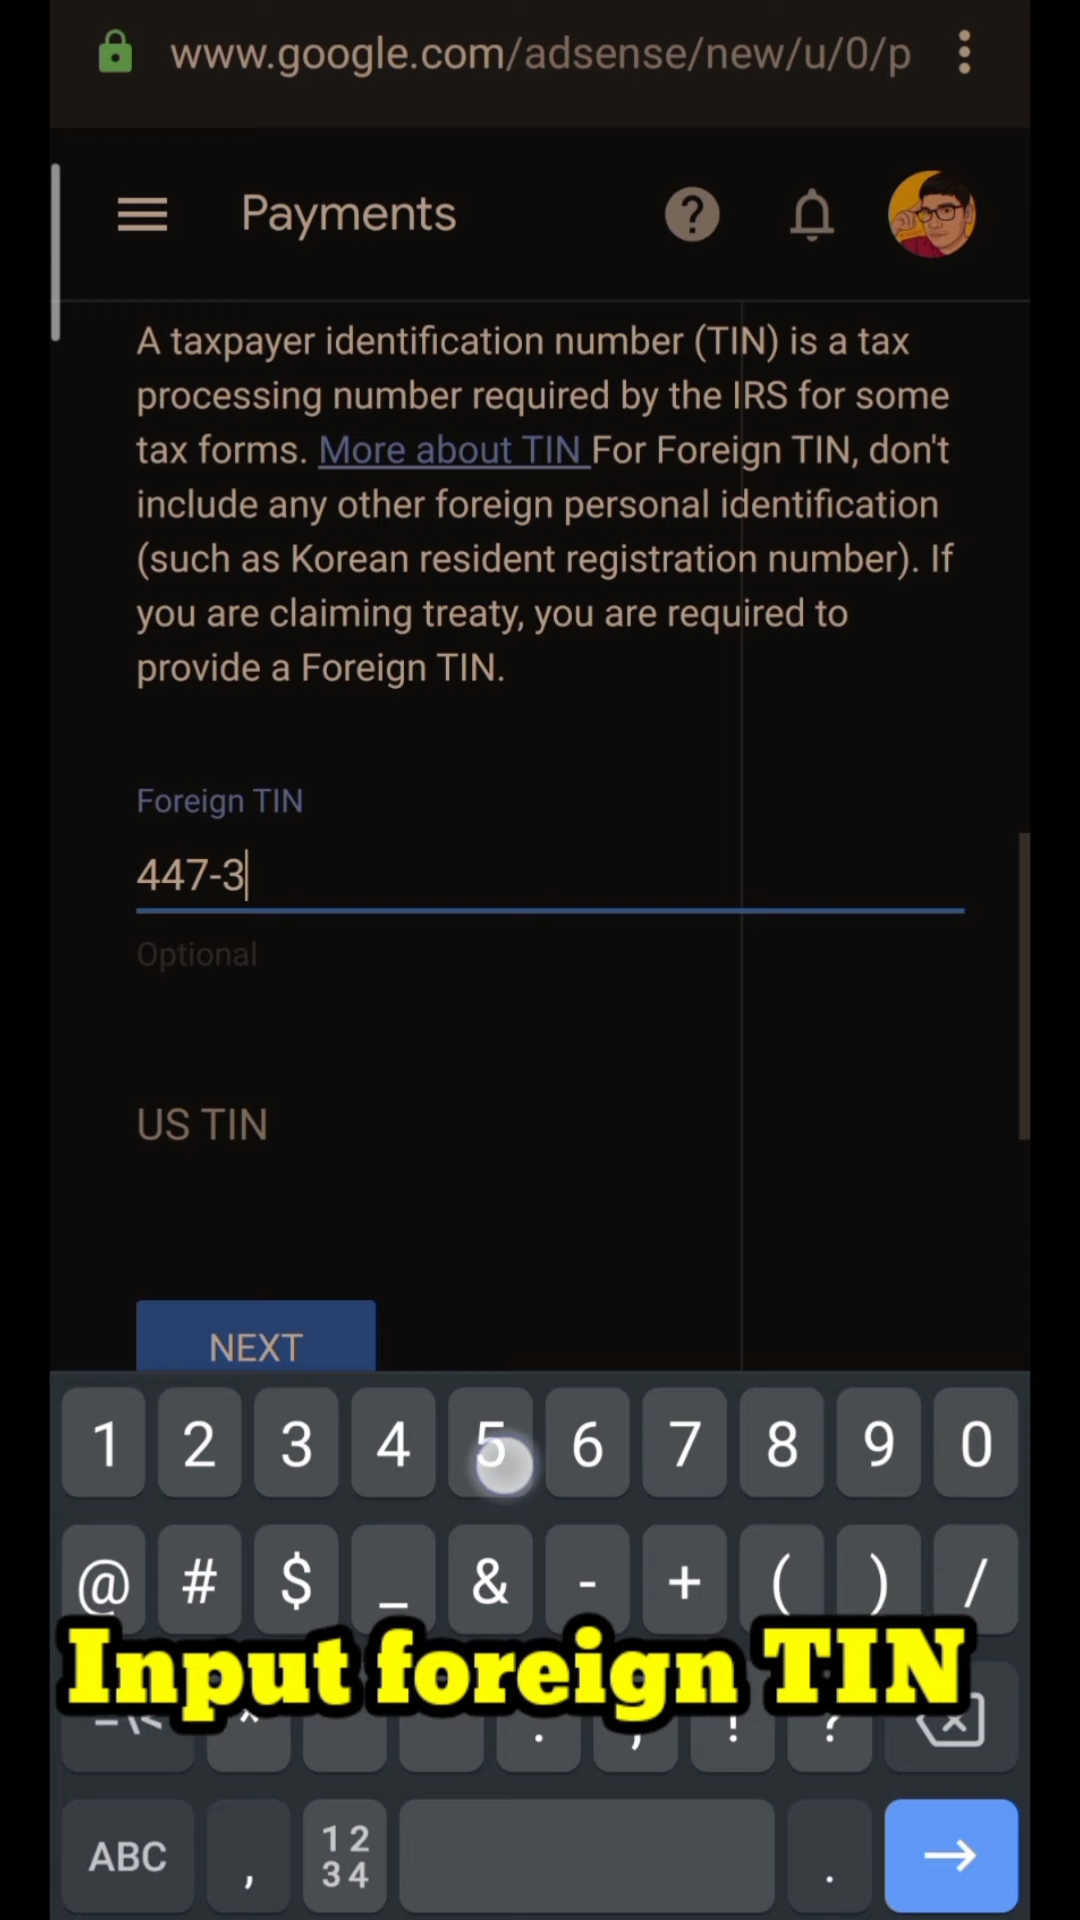 www.google.com/adsense/new/u/0/p
Payments
A taxpayer identification number (TIN) is a tax
processing number required by the IRS for some
tax forms. More about TIN For Foreign TIN, don't
include any other foreign personal identification
(such as Korean resident registration number). If
you are claiming treaty, you are required to
provide a Foreign TIN.
Foreign TIN
447-3
Optional
US TIN
NEXT
1 2 3 4 5 6 7 8 9 0
@ # $ _ & - + ( ) /
Input foreign TIN
ABC , 1 2 3 4 .